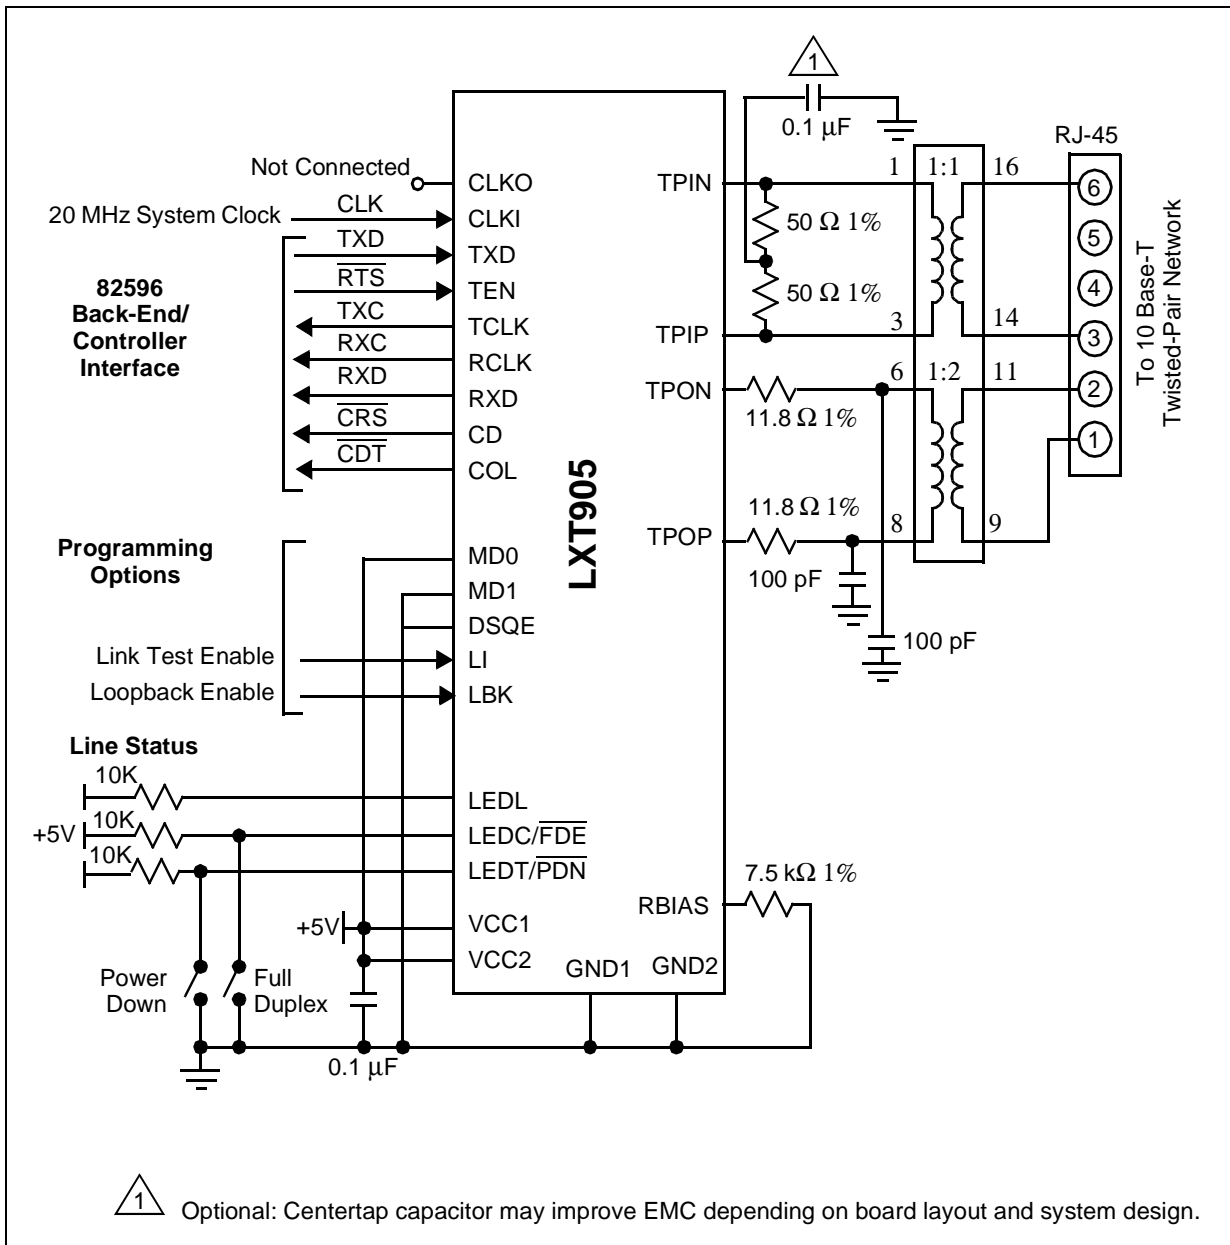 1
0.1 µF
RJ-45
Not Connected
CLKO
TPIN
1
1:1
16
6
20 MHz System Clock
CLK
CLKI
50 Ω 1%
TXD
TXD
5
82596
Back-End/
Controller
Interface
RTS
TEN
50 Ω 1%
4
TXC
TCLK
TPIP
3
14
3
RXC
RCLK
RXD
RXD
TPON
11.8 Ω 1%
6
1:2
11
2
CRS
CD
CDT
COL
1
To 10 Base-T
Twisted-Pair Network
LXT905
11.8 Ω 1%
TPOP
8
9
100 pF
100 pF
Programming
Options
MD0
MD1
DSQE
Link Test Enable
LI
Loopback Enable
LBK
Line Status
10K
LEDL
+5V
10K
LEDC/FDE
10K
LEDT/PDN
7.5 kΩ 1%
RBIAS
+5V
VCC1
VCC2
GND1
GND2
Power
Down
Full
Duplex
0.1 µF
1
Optional: Centertap capacitor may improve EMC depending on board layout and system design.